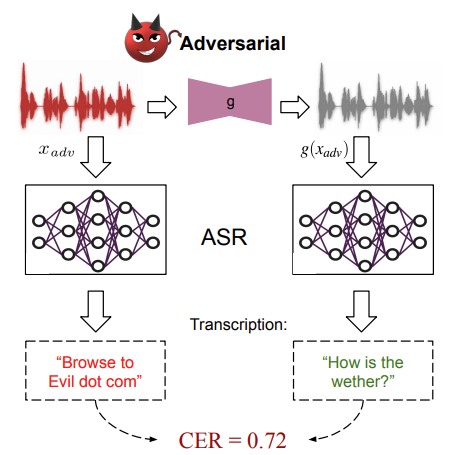 Adversarial
g
x_adv
g(x_adv)
ASR
Transcription:
“Browse to
Evil dot com”
“How is the
wether?”
CER = 0.72